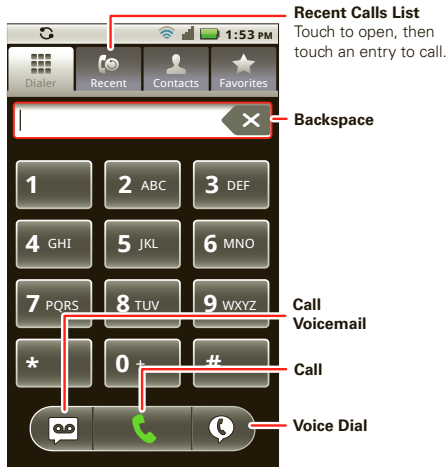 Recent Calls List
Touch to open, then
touch an entry to call.
1:53 PM
Dialer
Recent
Contacts
Favorites
Backspace
1
2 ABC
3 DEF
4 GHI
5 JKL
6 MNO
7 PQRS
8 TUV
9 WXYZ
Call
Voicemail
*
0 +
#
Call
Voice Dial